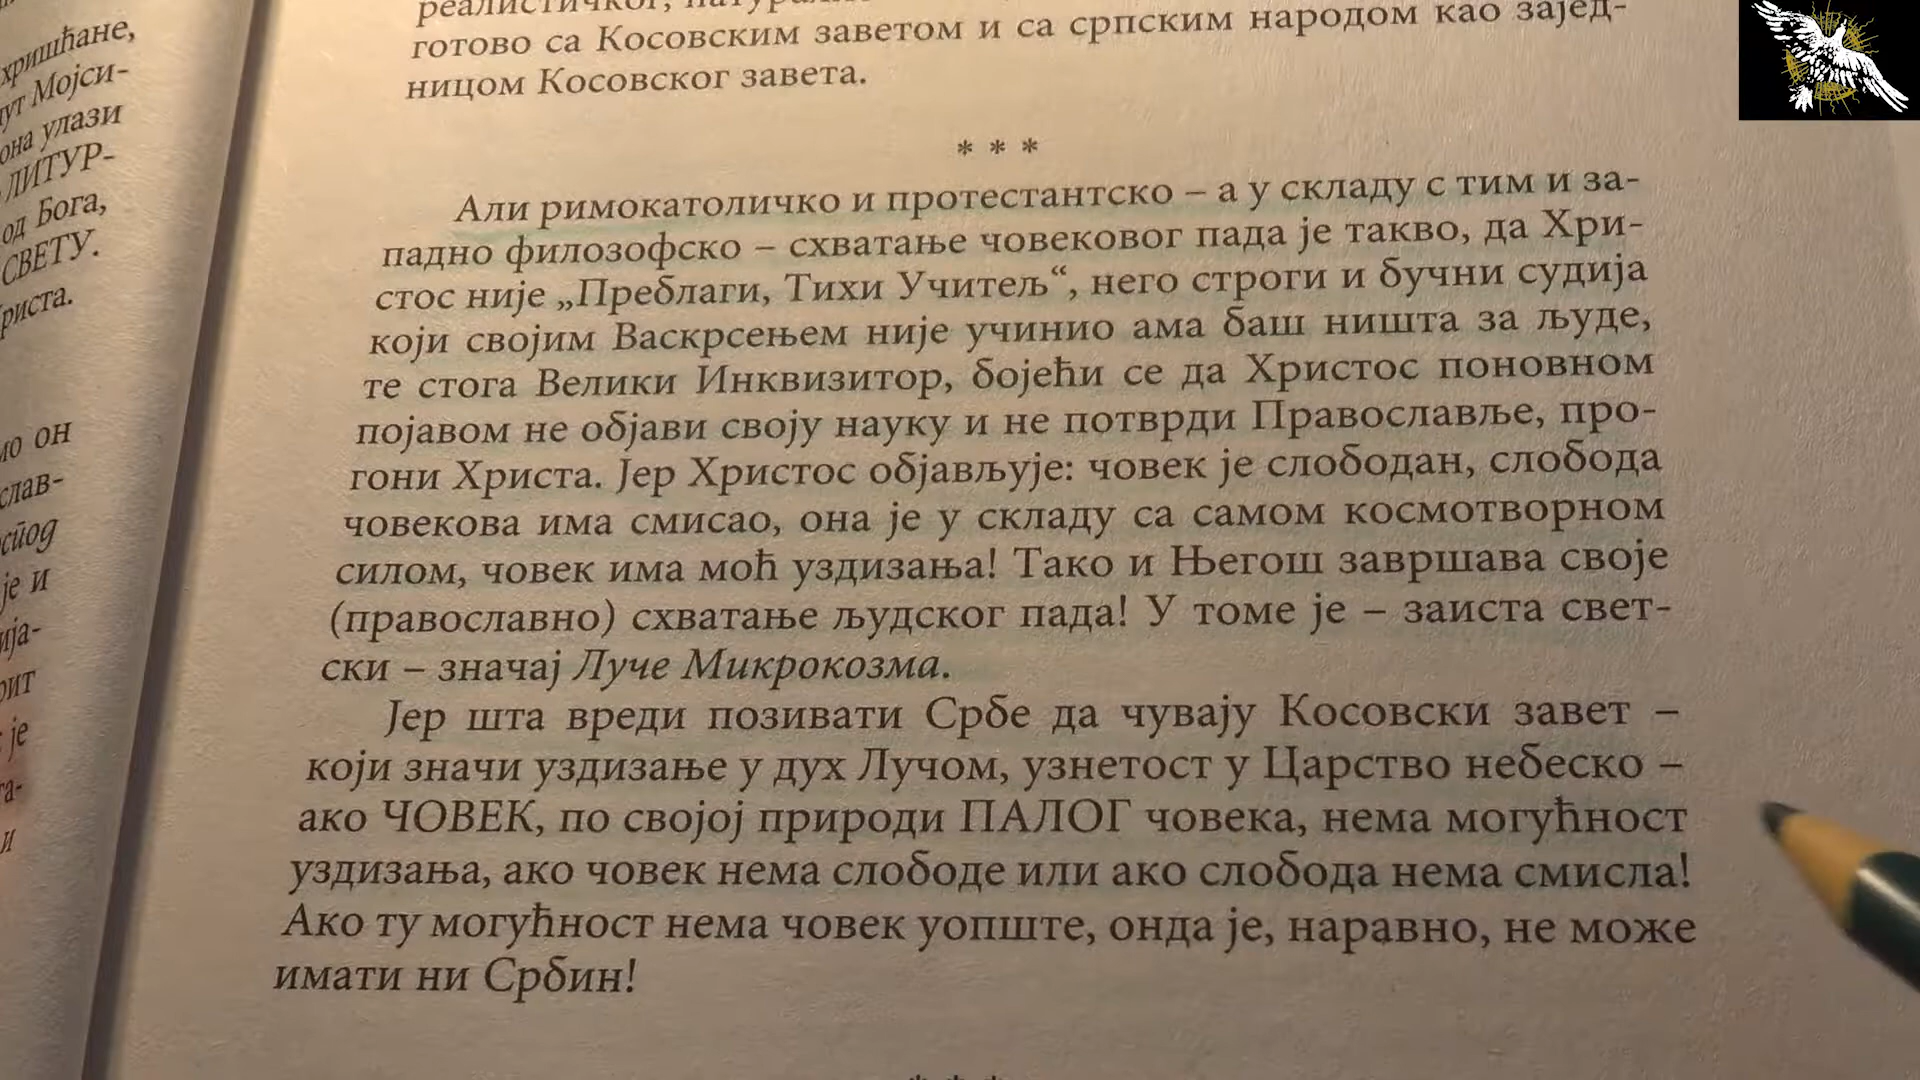 хришћане,
Мојси-
она улази
ЛИТУР-
од Бога,
СВЕТУ.
он
је и
је
и
реалистичког,
готово са Косовским заветом и са српским народом као зајед-
ницом Косовског завета.
* * *
Али римокатоличко и протестантско – а у складу с тим и за-
падно филозофско – схватање човековог пада је такво, да Хри-
стос није „Преблаги, Тихи Учитељ“, него строги и бучни судија
који својим Васкрсењем није учинио ама баш ништа за људе,
те стога Велики Инквизитор, бојећи се да Христос поновном
појавом не објави своју науку и не потврди Православље, про-
гони Христа. Јер Христос објављује: човек је слободан, слобода
човекова има смисао, она је у складу са самом космотворном
силом, човек има моћ уздизања! Тако и Његош завршава своје
(православно) схватање људског пада! У томе је – заиста свет-
ски – значај Луче Микрокозма.
Јер шта вреди позивати Србе да чувају Косовски завет –
који значи уздизање у дух Лучом, узнетост у Царство небеско –
ако ЧОВЕК, по својој природи ПАЛОГ човека, нема могућност
уздизања, ако човек нема слободе или ако слобода нема смисла!
Ако ту могућност нема човек уопште, онда је, наравно, не може
имати ни Србин!